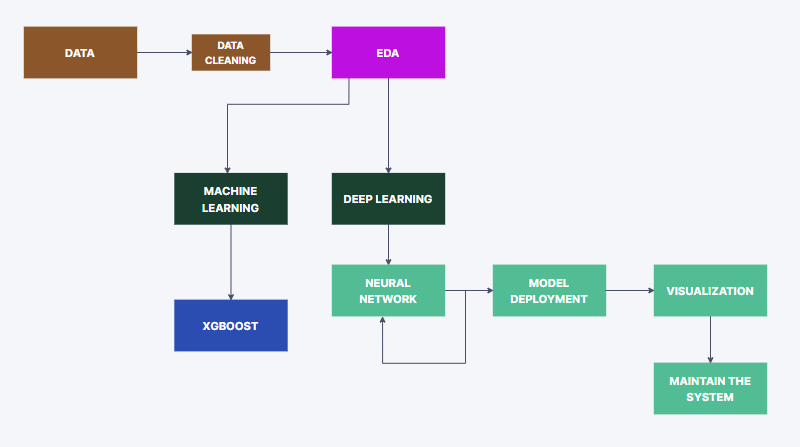 DATA
DATA
CLEANING
EDA
MACHINE
LEARNING
DEEP LEARNING
NEURAL
NETWORK
MODEL
DEPLOYMENT
VISUALIZATION
XGBOOST
MAINTAIN THE
SYSTEM